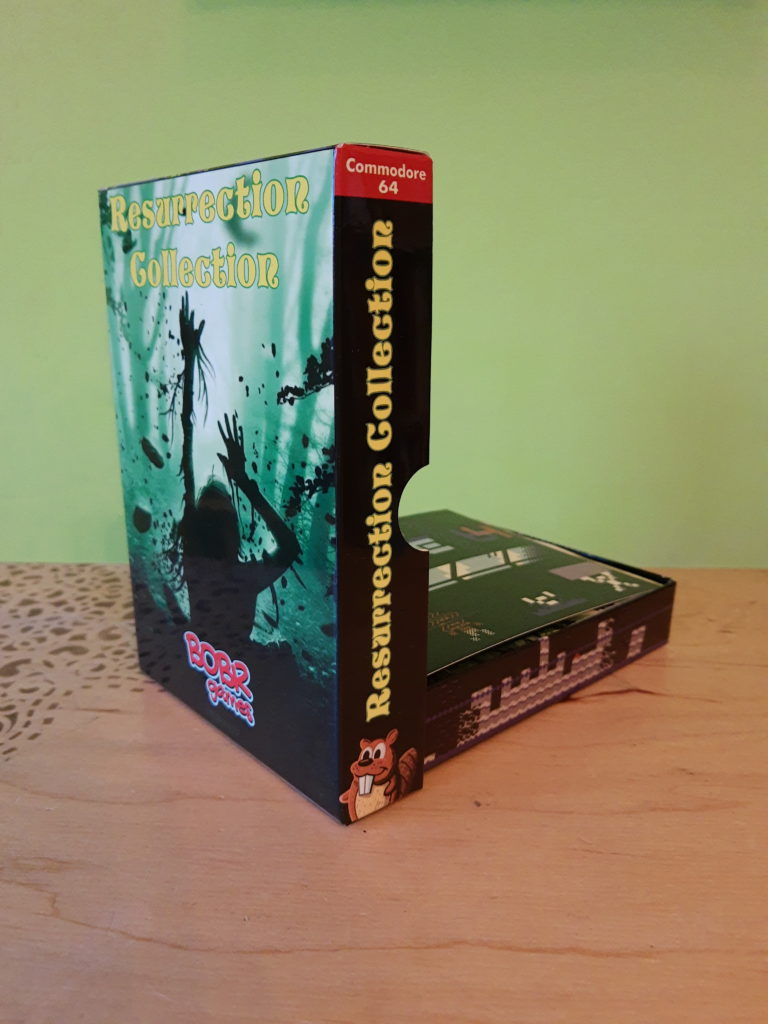 Resurrection
Collection
BOBR
games
Commodore
64
Resurrection Collection